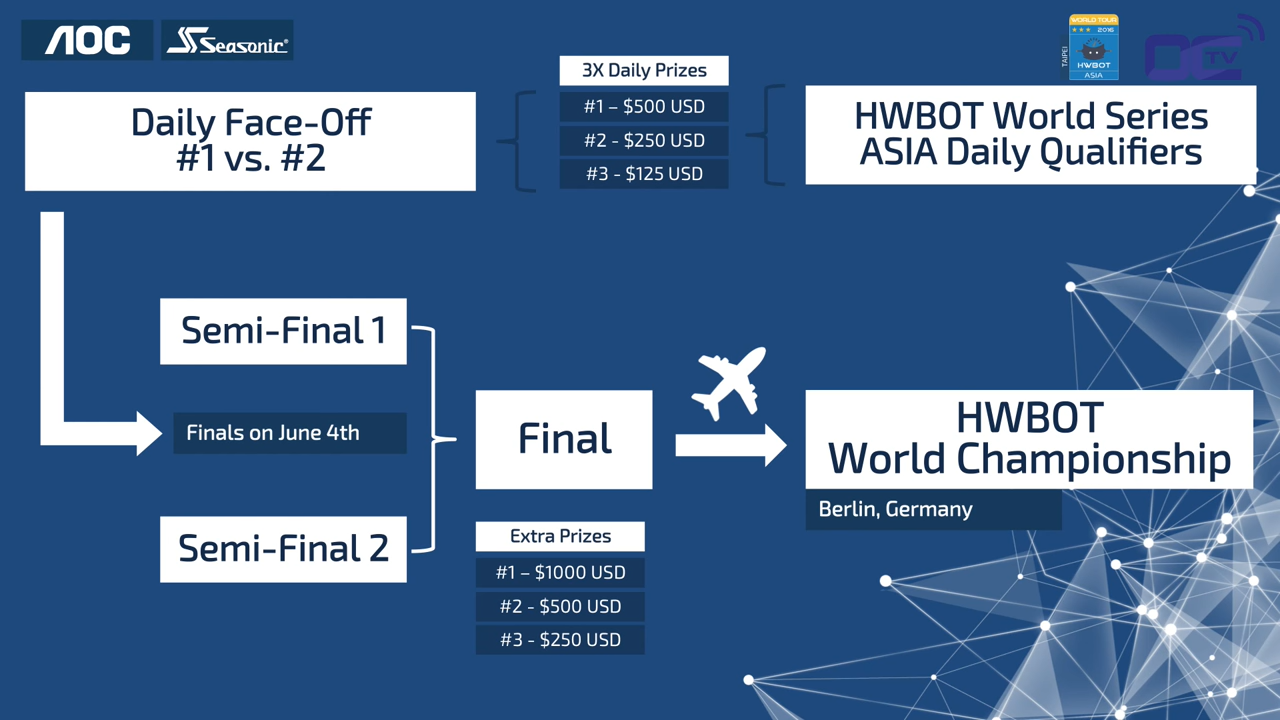 AOC
Seasonic®
WORLD TOUR
2016
TAIPEI
HWBOT
ASIA
OC
TV
Daily Face-Off
#1 vs. #2
3X Daily Prizes
#1 – $500 USD
#2 - $250 USD
#3 - $125 USD
HWBOT World Series
ASIA Daily Qualifiers
Semi-Final 1
Finals on June 4th
Semi-Final 2
Final
Extra Prizes
#1 – $1000 USD
#2 - $500 USD
#3 - $250 USD
HWBOT
World Championship
Berlin, Germany